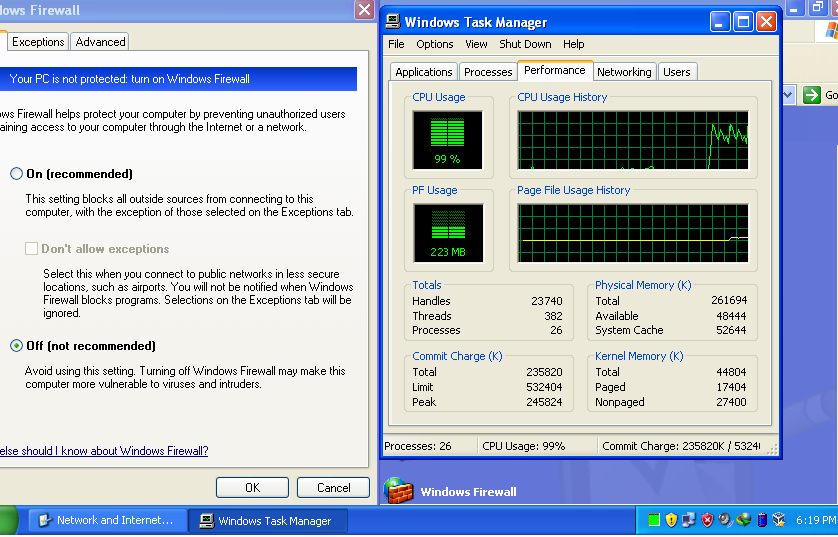 dows Firewall
Exceptions
Advanced
Your PC is not protected: turn on Windows Firewall
ows Firewall helps protect your computer by preventing unauthorized users
aining access to your computer through the Internet or a network.
On (recommended)
This setting blocks all outside sources from connecting to this
computer, with the exception of those selected on the Exceptions tab.
Don't allow exceptions
Select this when you connect to public networks in less secure
locations, such as airports. You will not be notified when Windows
Firewall blocks programs. Selections on the Exceptions tab will be
ignored.
Off (not recommended)
Avoid using this setting. Turning off Windows Firewall may make this
computer more vulnerable to viruses and intruders.
else should I know about Windows Firewall?
OK
Cancel
Windows Task Manager
File Options View Shut Down Help
Applications Processes Performance Networking Users
CPU Usage
99 %
CPU Usage History
PF Usage
223 MB
Page File Usage History
Totals
Handles 23740
Threads 382
Processes 26
Physical Memory (K)
Total 261694
Available 48444
System Cache 52644
Commit Charge (K)
Total 235820
Limit 532404
Peak 245824
Kernel Memory (K)
Total 44804
Paged 17404
Nonpaged 27400
Processes: 26
CPU Usage: 99%
Commit Charge: 235820K / 5324
Go
Windows Firewall
Network and Internet...
Windows Task Manager
6:19 PM